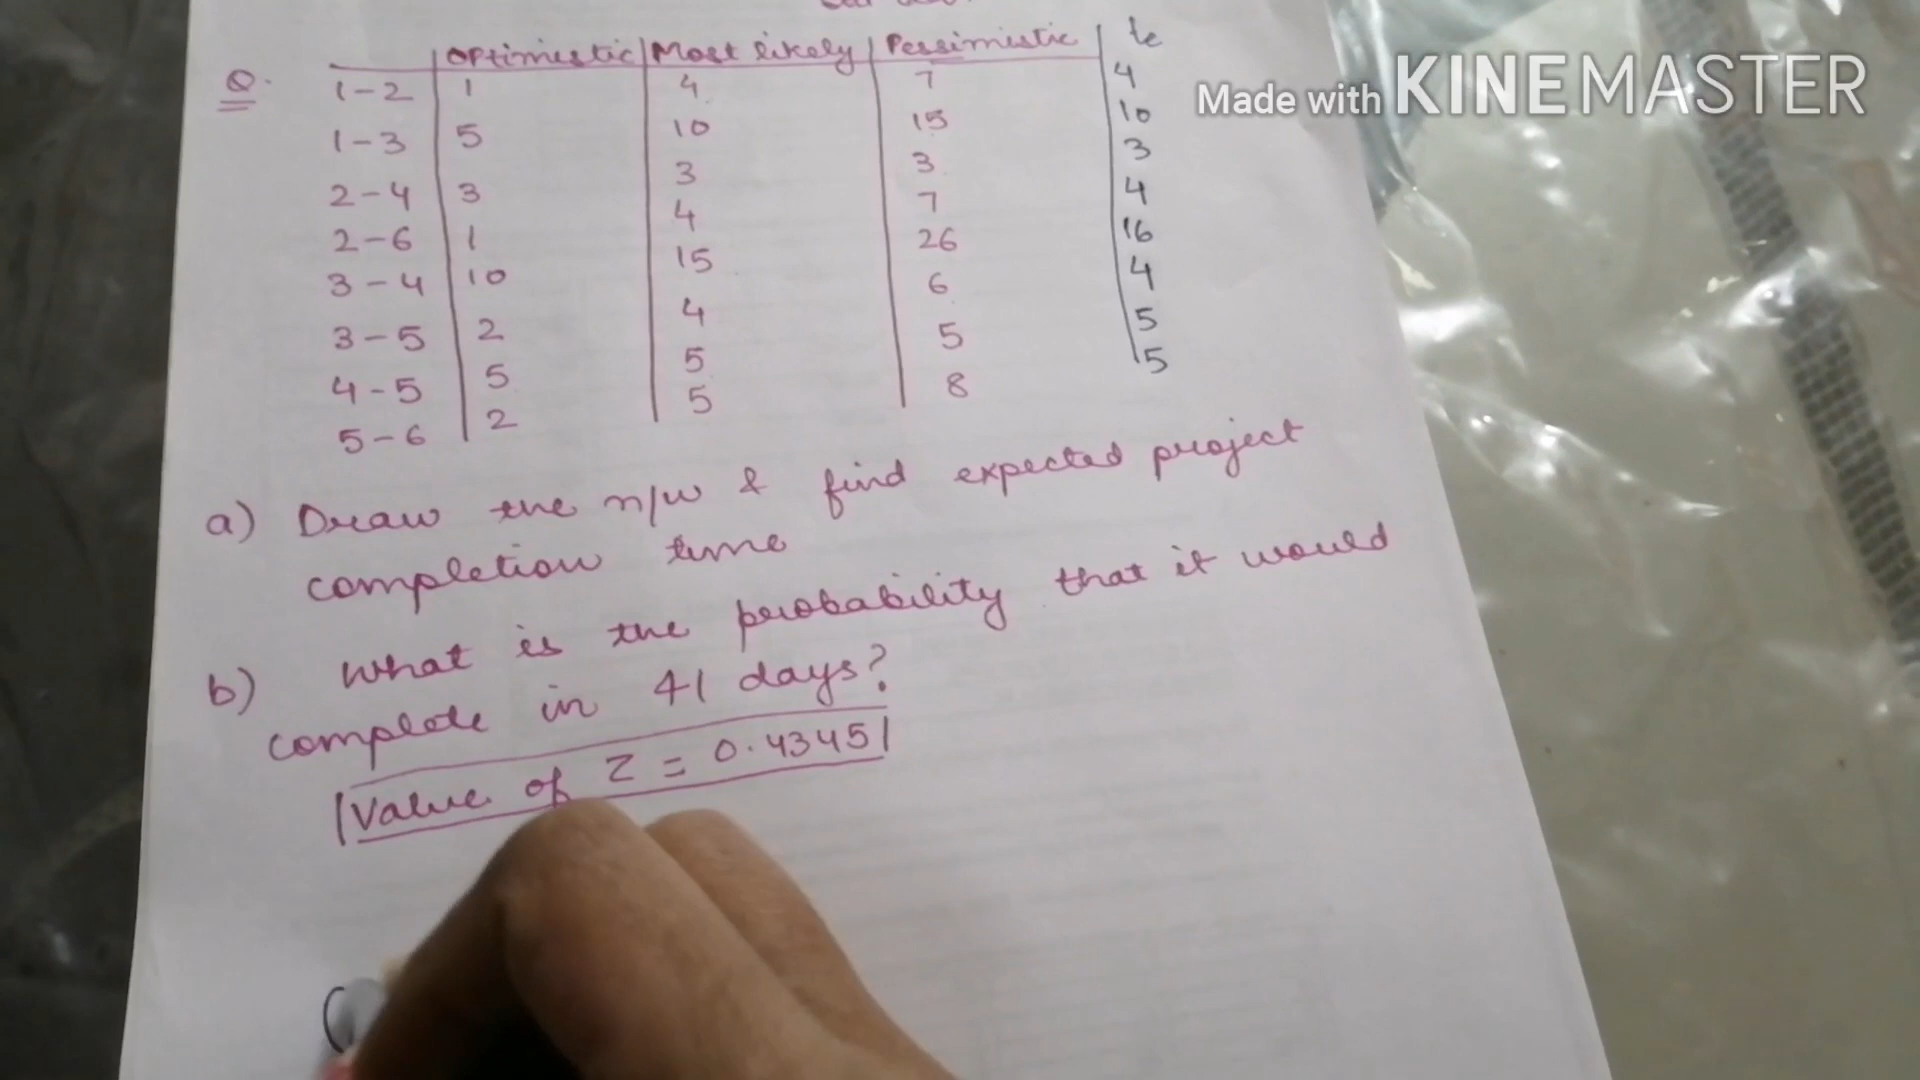 Optimistic Most likely Pessimistic te
Q. 1-2 1 4 7 4
1-3 5 10 15 10
2-4 3 3 3 3
2-6 1 4 7 4
3-4 10 15 26 16
3-5 2 4 6 4
4-5 5 5 5 5
5-6 2 5 8 5
a) Draw the n/w & find expected project
completion time
b) What is the probability that it would
complete in 41 days?
Value of Z = 0.4345
Made with KINEMASTER